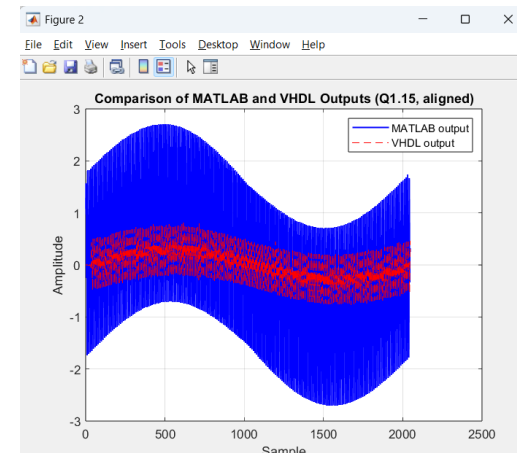 Figure 2
File Edit View Insert Tools Desktop Window Help
Comparison of MATLAB and VHDL Outputs (Q1.15, aligned)
MATLAB output
VHDL output
Amplitude
3
2
1
0
-1
-2
-3
0 500 1000 1500 2000 2500
Sample